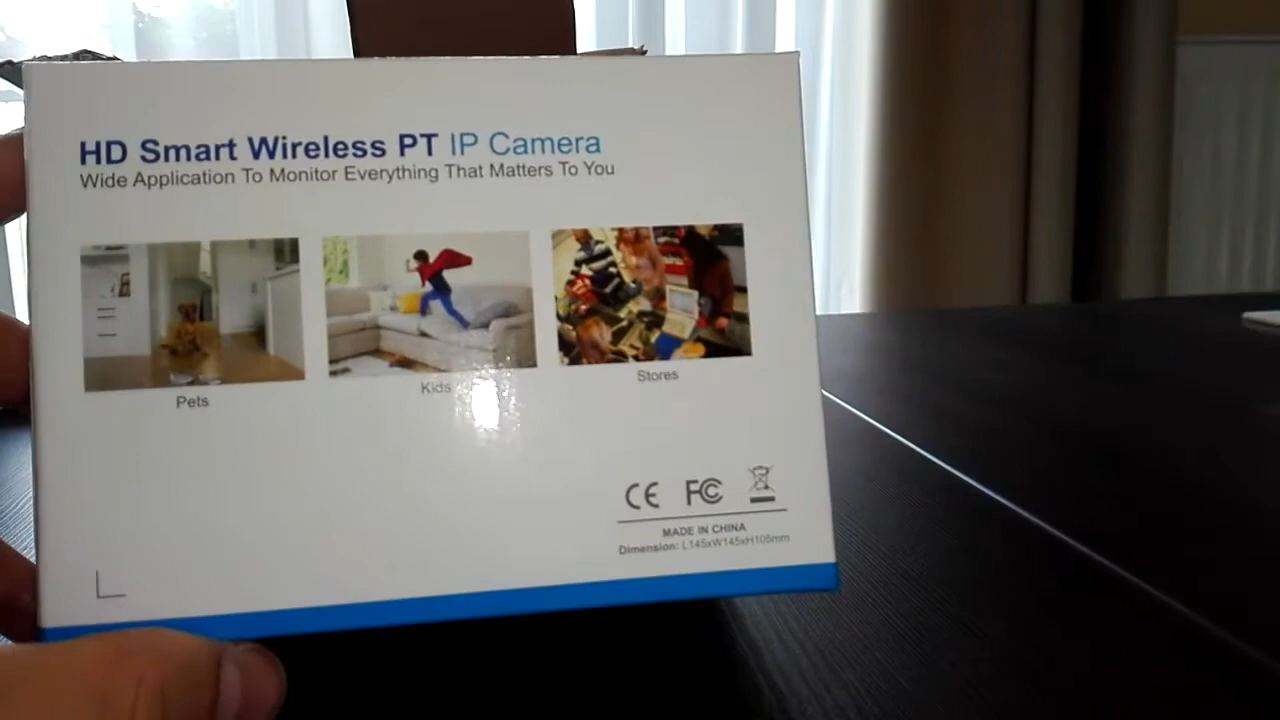 HD Smart Wireless PT IP Camera
Wide Application To Monitor Everything That Matters To You
Pets
Kids
Stores
CE FC
MADE IN CHINA
Dimension: L145xW145xH105mm